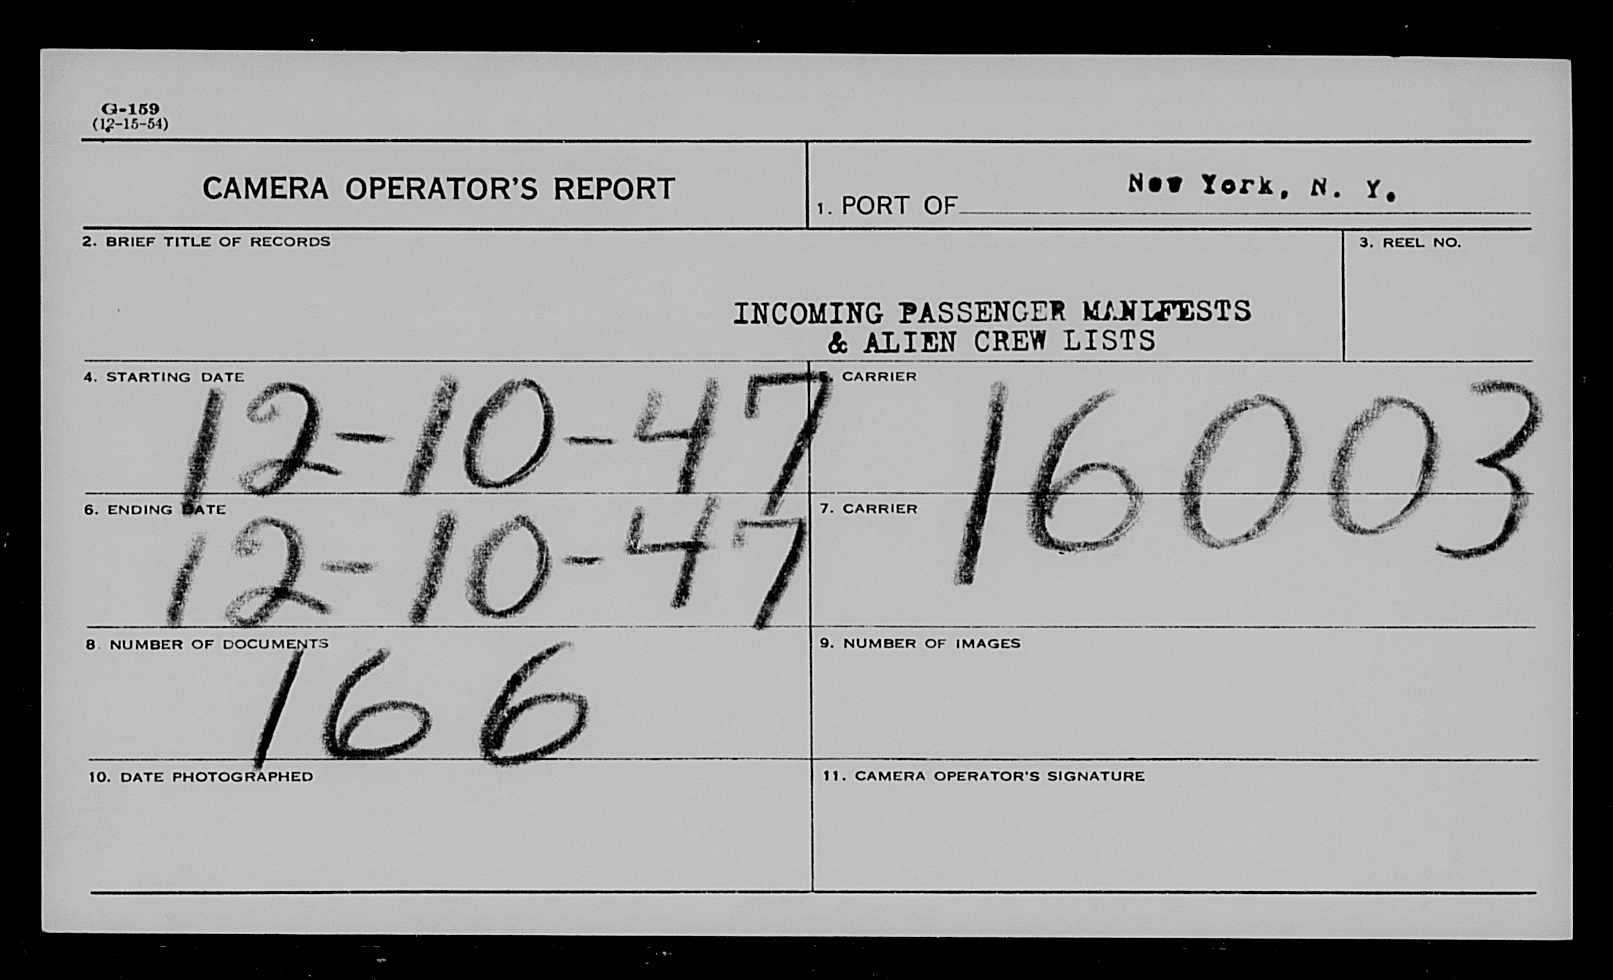 G-159
(12-15-54)
CAMERA OPERATOR'S REPORT
1. PORT OF New York, N. Y.
2. BRIEF TITLE OF RECORDS
3. REEL NO.
INCOMING PASSENGER MANIFESTS
& ALIEN CREW LISTS
4. STARTING DATE
12-10-47
5. CARRIER
16003
6. ENDING DATE
12-10-47
7. CARRIER
8. NUMBER OF DOCUMENTS
166
9. NUMBER OF IMAGES
10. DATE PHOTOGRAPHED
11. CAMERA OPERATOR'S SIGNATURE